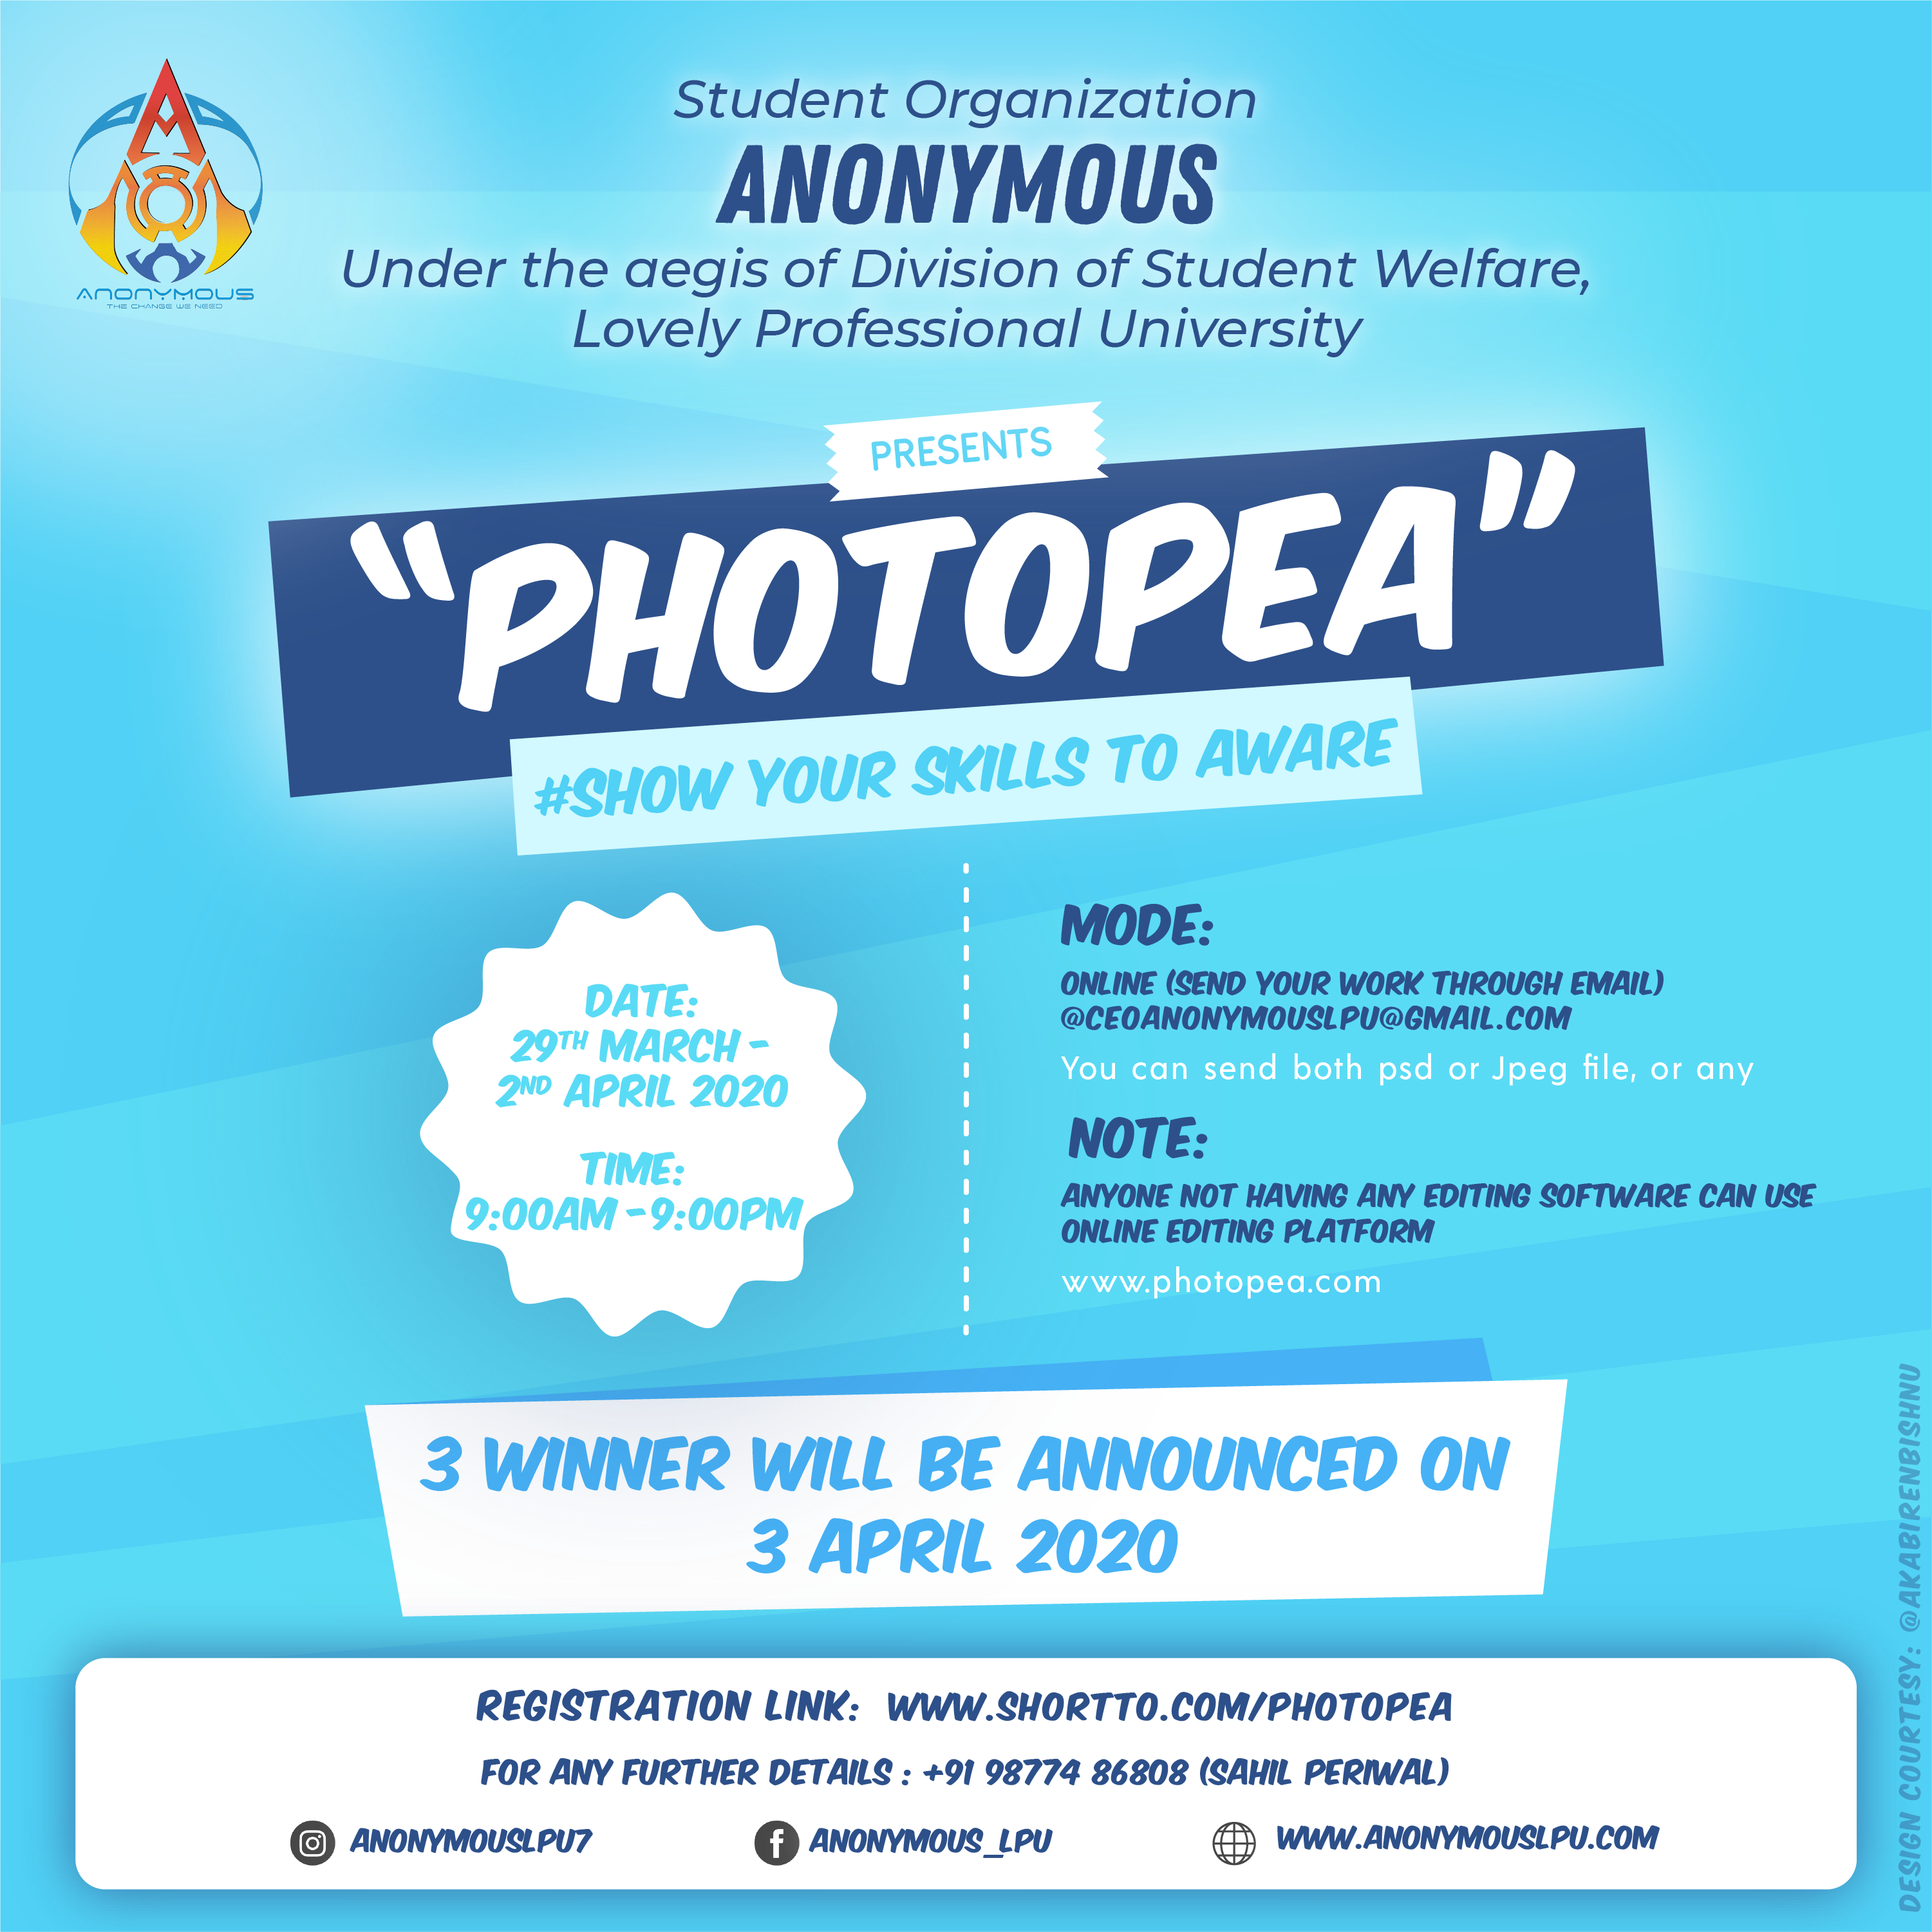 ANONYMOUS
THE CHANGE WE NEED
Student Organization
ANONYMOUS
Under the aegis of Division of Student Welfare,
Lovely Professional University
PRESENTS
“PHOTOPEA”
#SHOW YOUR SKILLS TO AWARE
DATE:
29TH MARCH -
2ND APRIL 2020
TIME:
9:00AM -9:00PM
MODE:
ONLINE (SEND YOUR WORK THROUGH EMAIL)
@CEOANONYMOUSLPU@GMAIL.COM
You can send both psd or Jpeg file, or any
NOTE:
ANYONE NOT HAVING ANY EDITING SOFTWARE CAN USE
ONLINE EDITING PLATFORM
www.photopea.com
3 WINNER WILL BE ANNOUNCED ON
3 APRIL 2020
REGISTRATION LINK: WWW.SHORTTO.COM/PHOTOPEA
FOR ANY FURTHER DETAILS : +91 98774 86808 (SAHIL PERIWAL)
ANONYMOUSLPU7
ANONYMOUS_LPU
WWW.ANONYMOUSLPU.COM
DESIGN COURTESY: @AKABIRENBISHNU